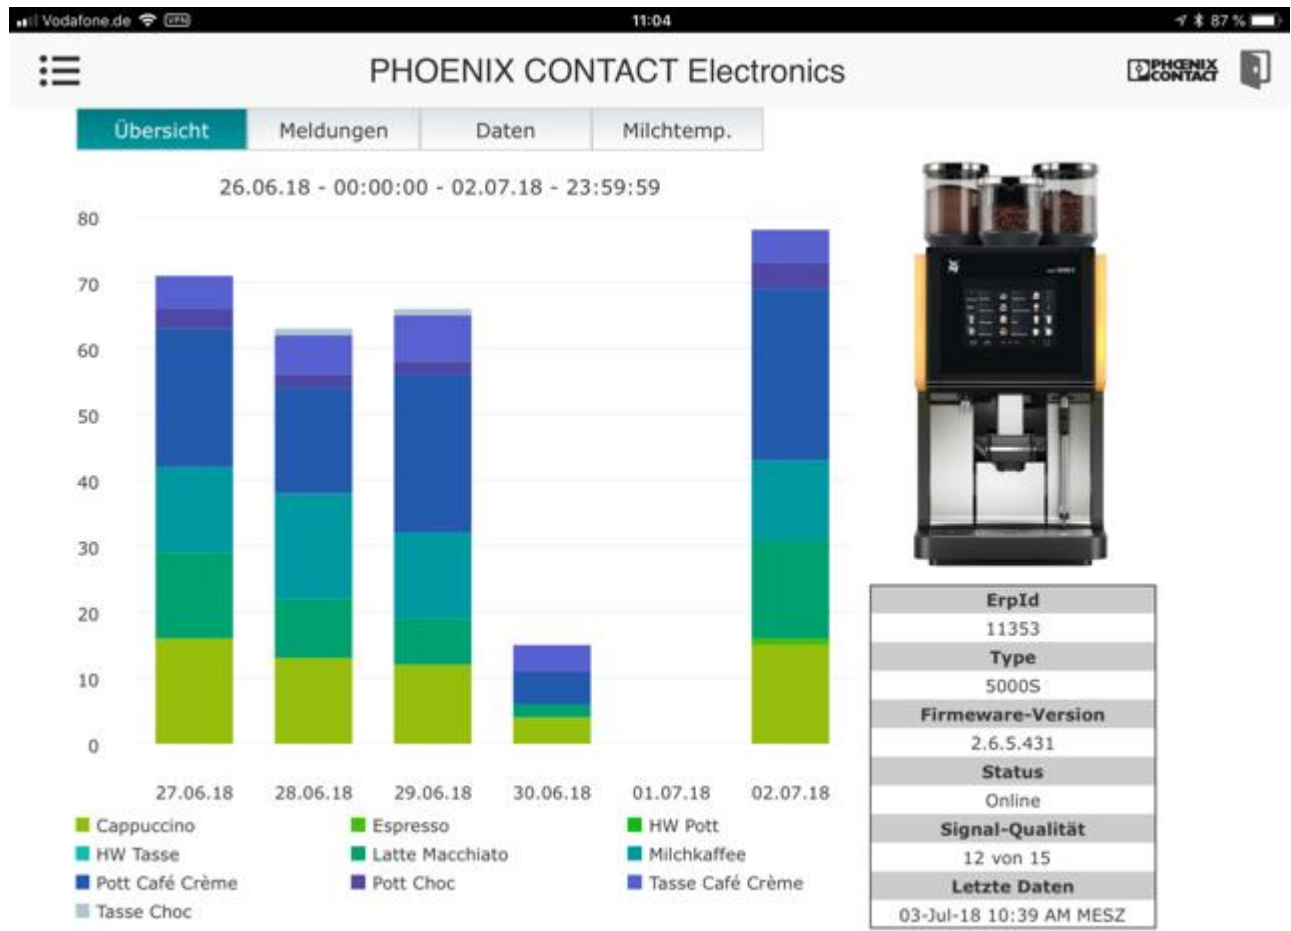 Vodafone.de VPN 11:04 87 %
PHOENIX CONTACT Electronics PHŒNIX CONTACT
Übersicht Meldungen Daten Milchtemp.
26.06.18 - 00:00:00 - 02.07.18 - 23:59:59
80
70
60
50
40
30
20
10
0
27.06.18 28.06.18 29.06.18 30.06.18 01.07.18 02.07.18
Cappuccino Espresso HW Pott
HW Tasse Latte Macchiato Milchkaffee
Pott Café Crème Pott Choc Tasse Café Crème
Tasse Choc
ErpId
11353
Type
5000S
Firmeware-Version
2.6.5.431
Status
Online
Signal-Qualität
12 von 15
Letzte Daten
03-Jul-18 10:39 AM MESZ